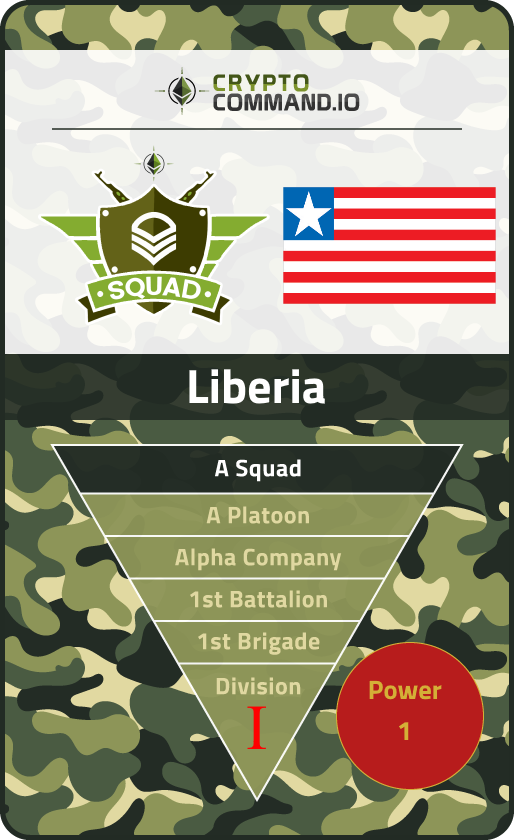 CRYPTO
COMMAND.IO
SQUAD
Liberia
A Squad
A Platoon
Alpha Company
1st Battalion
1st Brigade
Division
I
Power
1